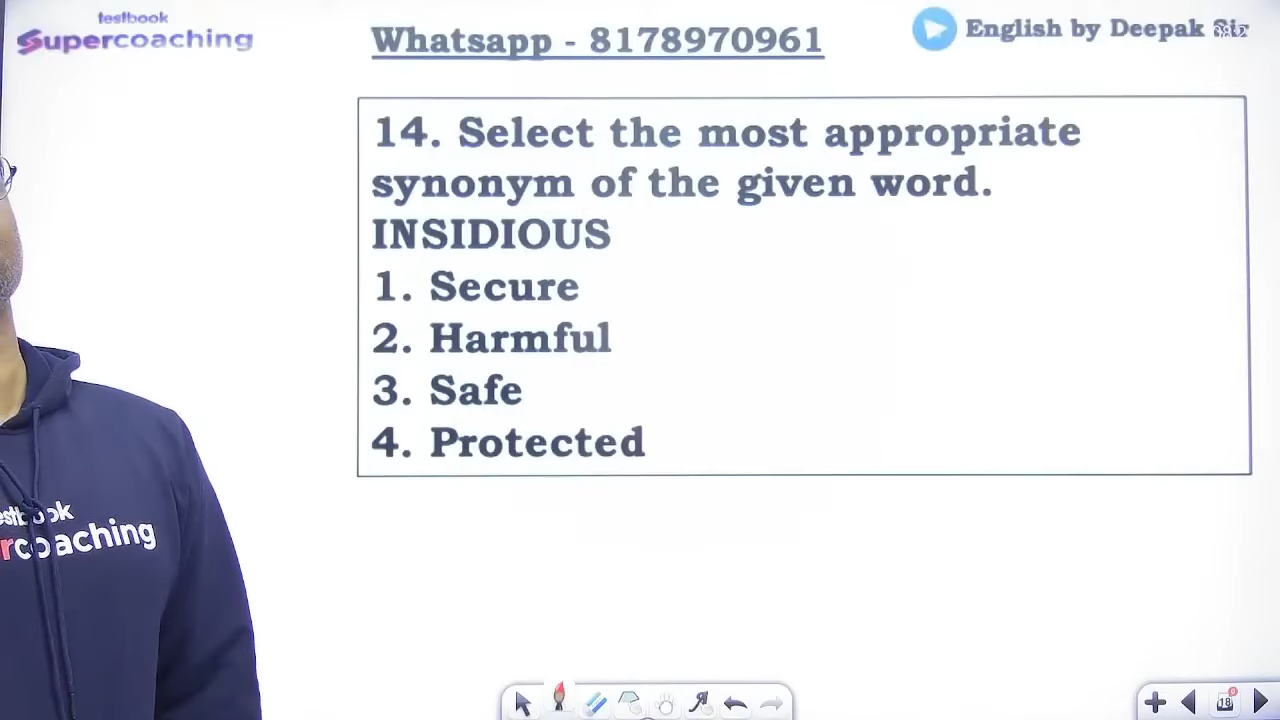 testbook
Supercoaching
Whatsapp - 8178970961
English by Deepak Sir
14. Select the most appropriate
synonym of the given word.
INSIDIOUS
1. Secure
2. Harmful
3. Safe
4. Protected
coaching
18